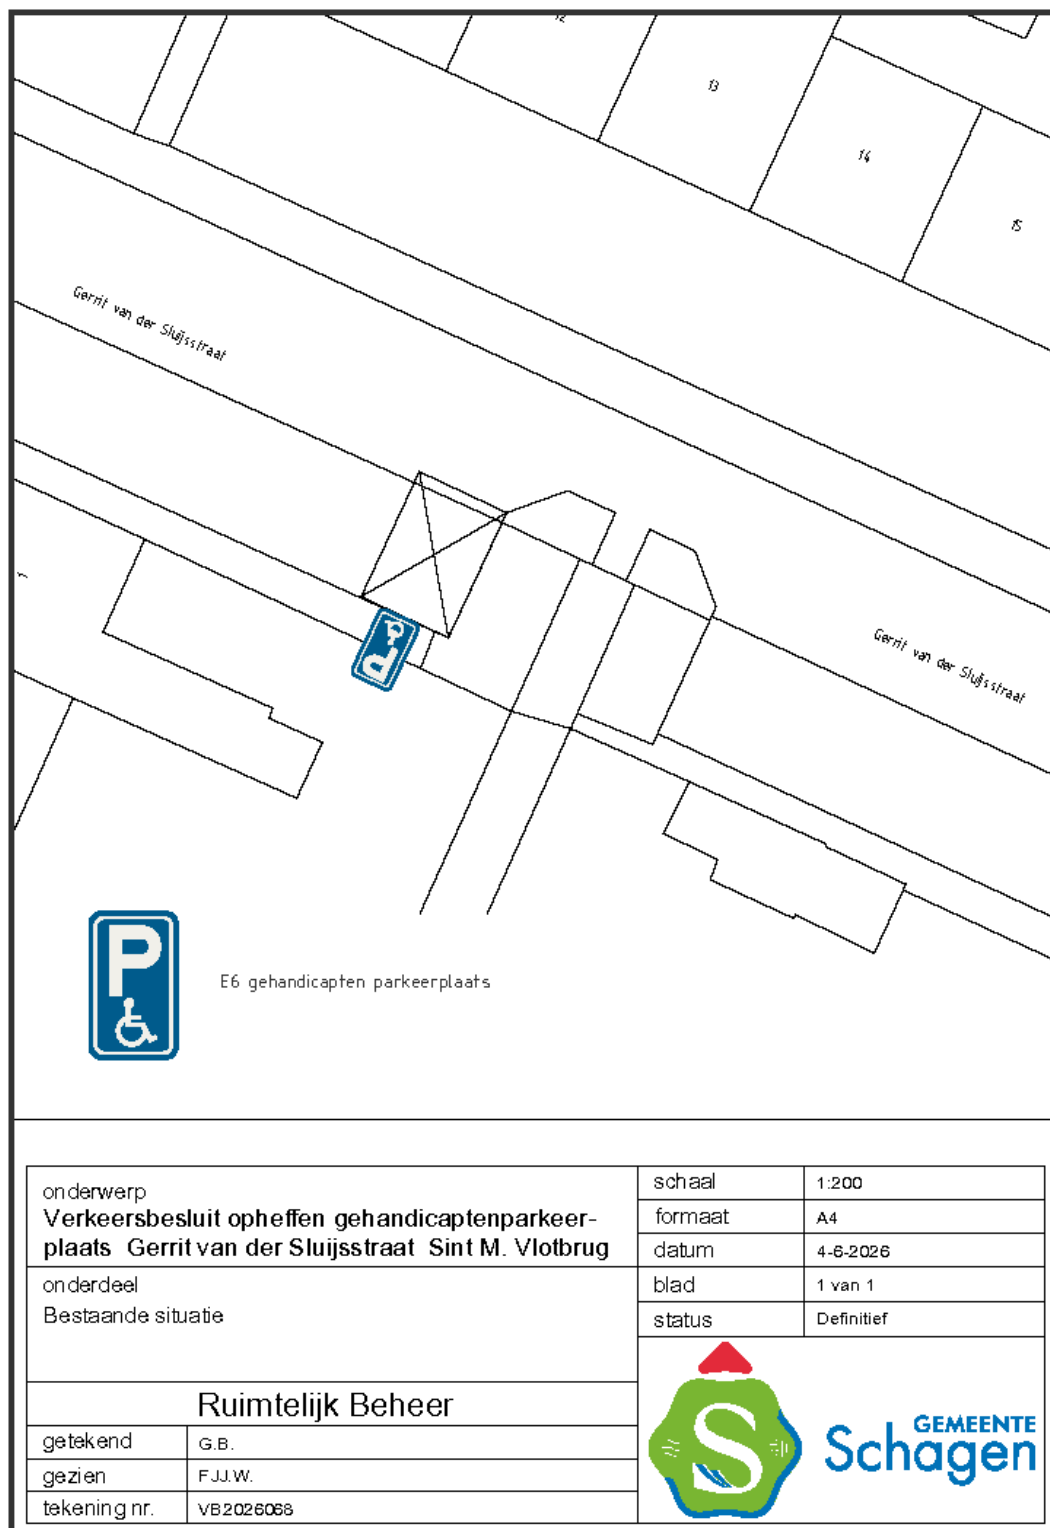 12
13
14
15
Gerrit van der Sluijsstraat
1
Gerrit van der Sluijsstraat
P
P
E6 gehandicapten parkeerplaats
onderwerp
Verkeersbesluit opheffen gehandicaptenparkeer-
plaats Gerrit van der Sluijsstraat Sint M. Vlotbrug
onderdeel
Bestaande situatie
Ruimtelijk Beheer
getekend G.B.
gezien F.J.J.W.
tekening nr. VB2026068
schaal 1:200
formaat A4
datum 4-6-2026
blad 1 van 1
status Definitief
S
GEMEENTE
Schagen